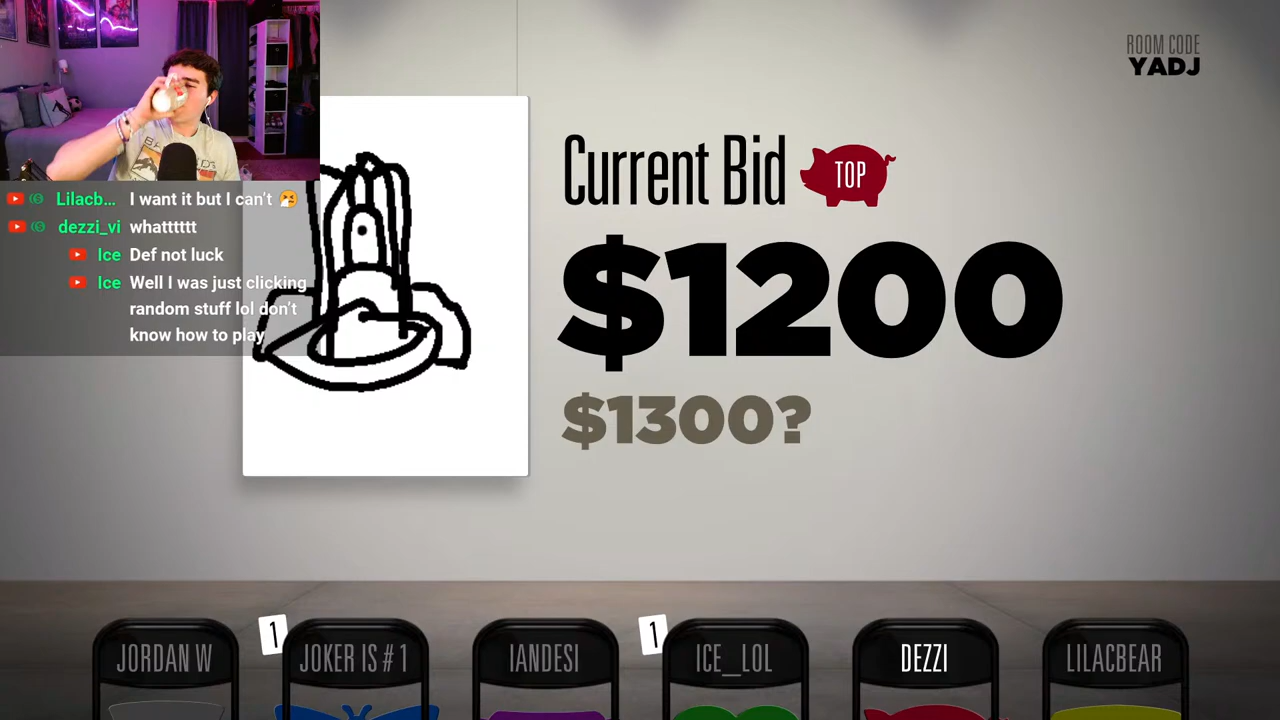 ROOM CODE
YADJ
Current Bid TOP
$1200
$1300?
Lilacb... I want it but I can't
dezzi_vi whatttttt
Ice Def not luck
Ice Well I was just clicking
random stuff lol don't
know how to play
1 1
JORDAN W JOKER IS #1 IANDESI ICE_LOL DEZZI LILACBEAR